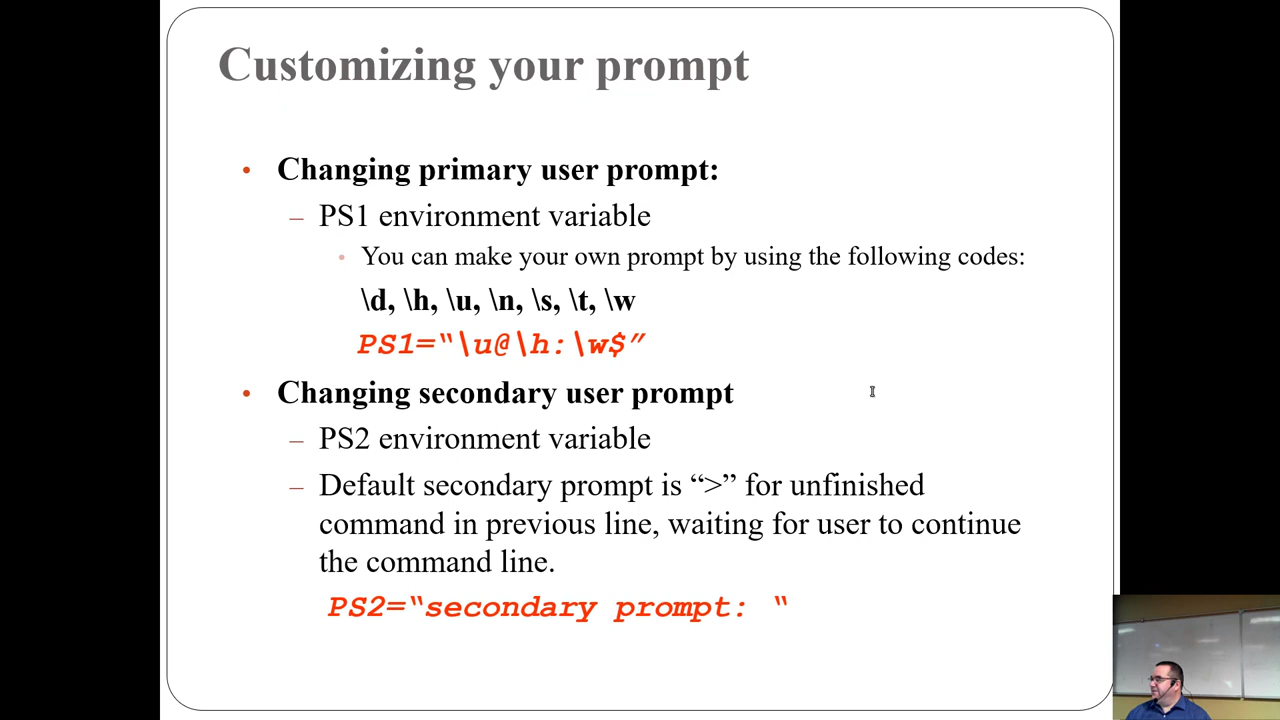 Customizing your prompt
• Changing primary user prompt:
– PS1 environment variable
• You can make your own prompt by using the following codes:
\d, \h, \u, \n, \s, \t, \w
PS1=“\u@\h:\w$”
• Changing secondary user prompt
– PS2 environment variable
– Default secondary prompt is “>” for unfinished
command in previous line, waiting for user to continue
the command line.
PS2=“secondary prompt: “